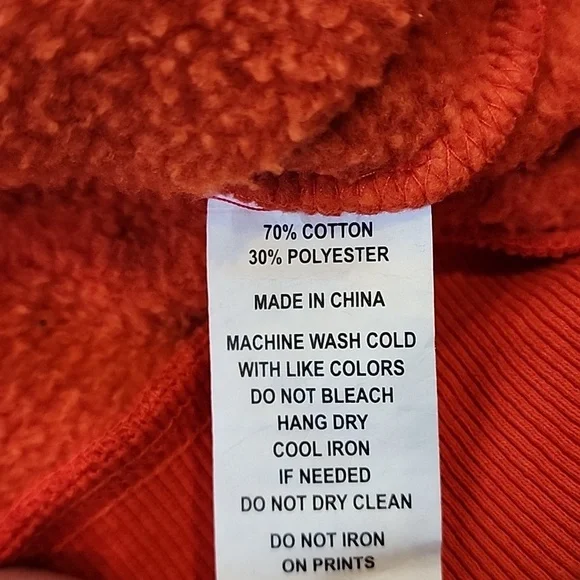 70% COTTON
30% POLYESTER
MADE IN CHINA
MACHINE WASH COLD
WITH LIKE COLORS
DO NOT BLEACH
HANG DRY
COOL IRON
IF NEEDED
DO NOT DRY CLEAN
DO NOT IRON
ON PRINTS